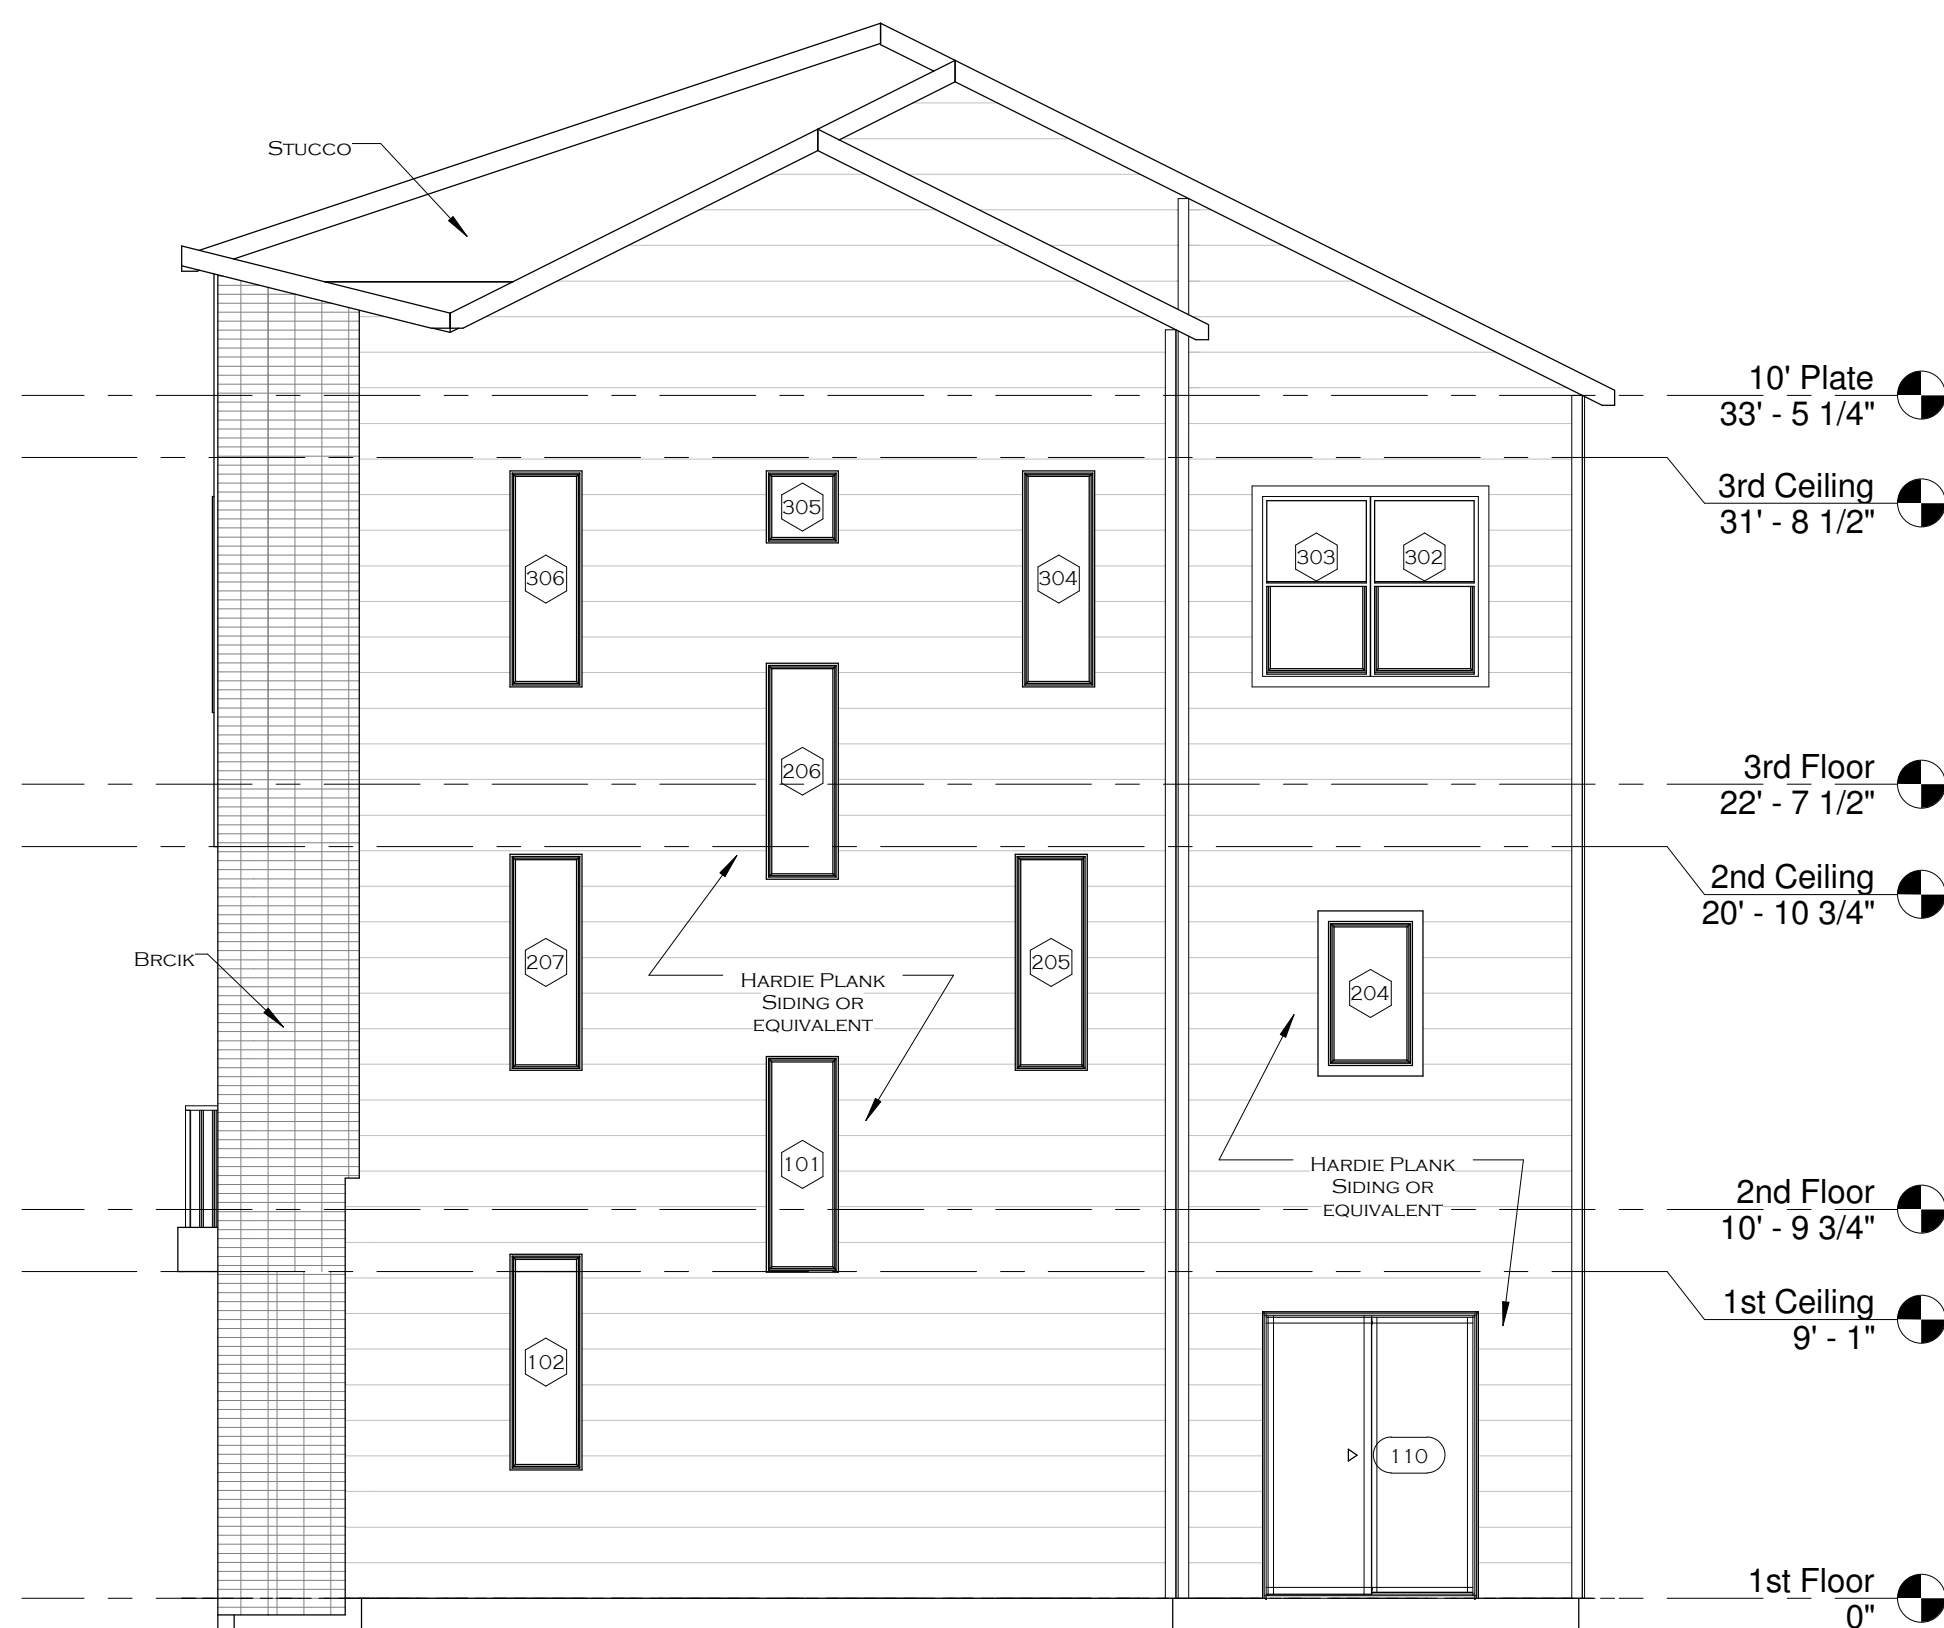 STUCCO
10' Plate
33' - 5 1/4"
3rd Ceiling
31' - 8 1/2"
305
306
304
303
302
206
3rd Floor
22' - 7 1/2"
2nd Ceiling
20' - 10 3/4"
BRCIK
207
205
204
HARDIE PLANK
SIDING OR
EQUIVALENT
101
HARDIE PLANK
SIDING OR
EQUIVALENT
2nd Floor
10' - 9 3/4"
1st Ceiling
9' - 1"
102
110
1st Floor
0"